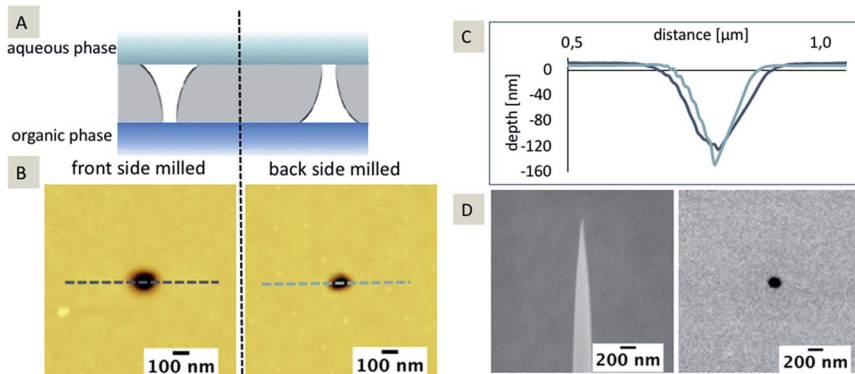 A
aqueous phase
organic phase
front side milled
back side milled
B
100 nm
100 nm
C
distance [µm]
0,5
1,0
depth [nm]
0
-40
-80
-120
-160
D
200 nm
200 nm